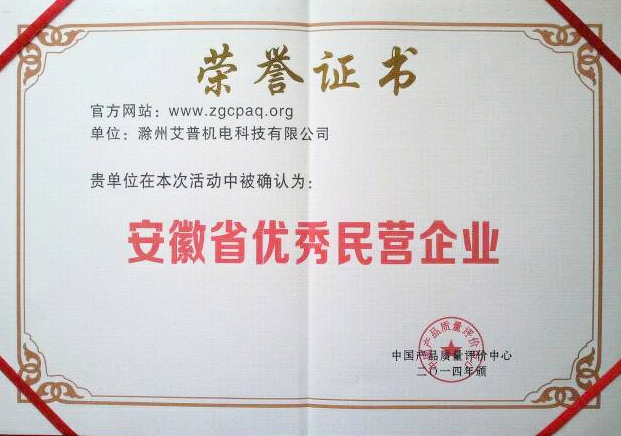 荣誉证书
官方网站：www.zgcpaq.org
单位：滁州艾普机电科技有限公司
贵单位在本次活动中被确认为：
安徽省优秀民营企业
中国产品质量评价中心
二〇一四年颁